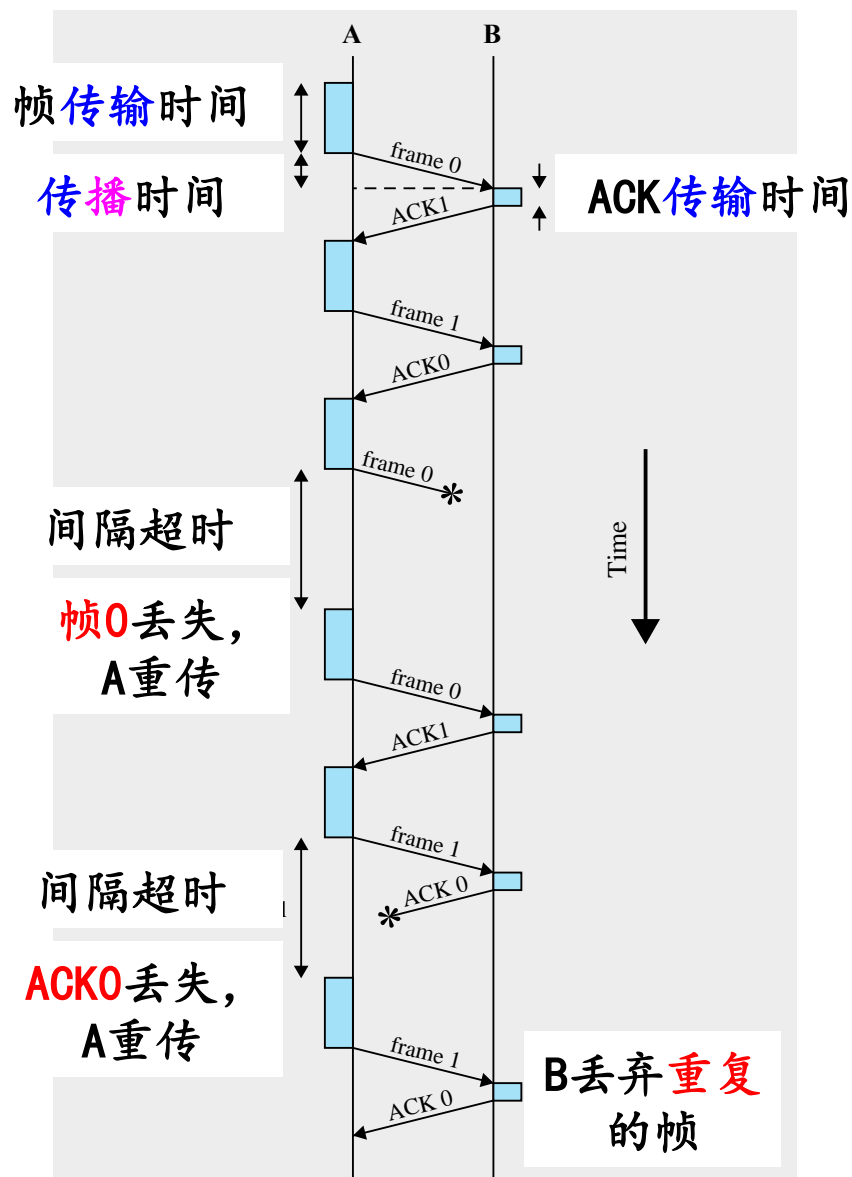 A
B
帧传输时间
frame 0
传播时间
ACK传输时间
ACK1
frame 1
ACK0
frame 0
间隔超时
Time
帧0丢失，
A重传
frame 0
ACK1
frame 1
间隔超时
ACK 0
ACK0丢失，
A重传
frame 1
B丢弃重复
的帧
ACK 0